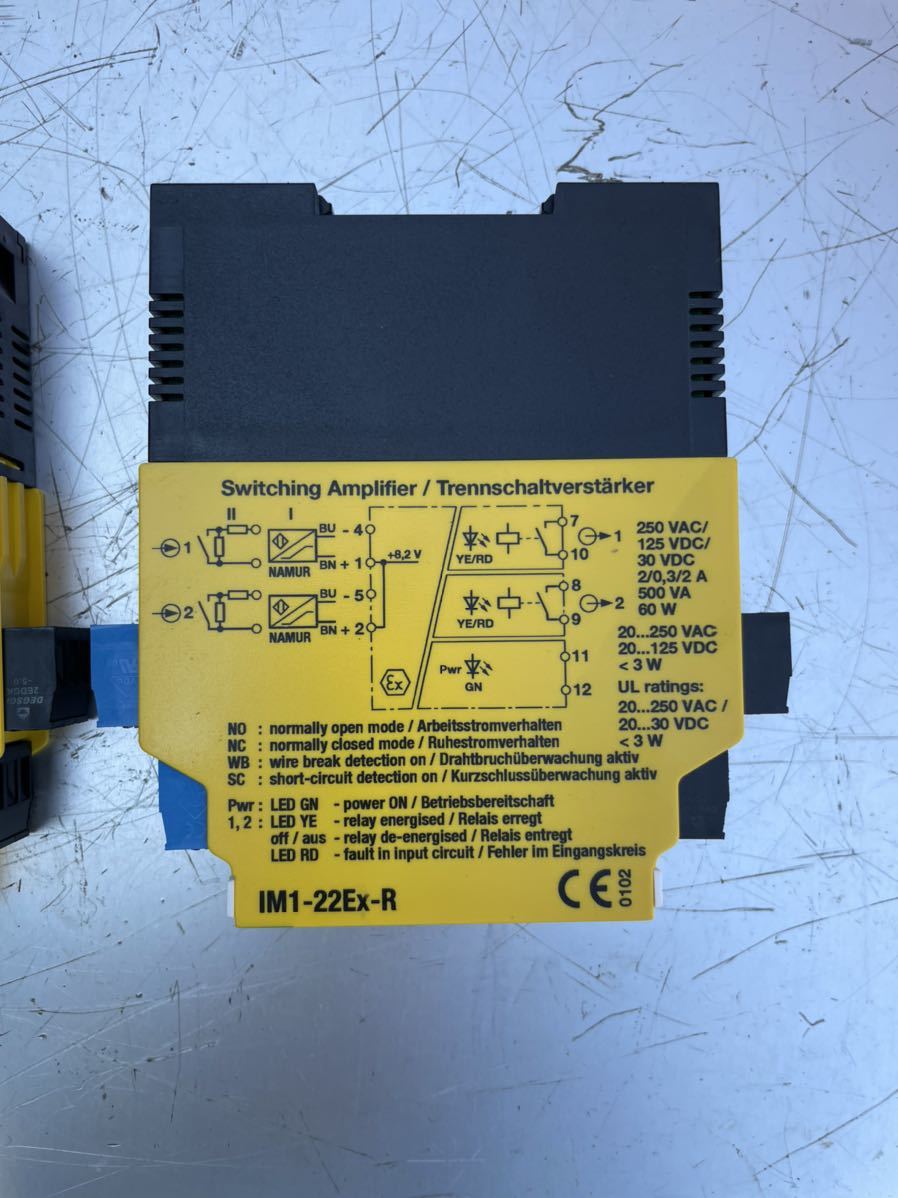 Switching Amplifier / Trennschaltverstärker
II I
BU - 4
1
BN + 1
NAMUR
+8,2 V
BU - 5
2
BN + 2
NAMUR
Ex
YE/RD
7
10
1
YE/RD
8
9
2
Pwr
GN
11
12
250 VAC/
125 VDC/
30 VDC
2/0,3/2 A
500 VA
60 W
20...250 VAC
20...125 VDC
< 3 W
UL ratings:
20...250 VAC /
20...30 VDC
< 3 W
NO : normally open mode / Arbeitsstromverhalten
NC : normally closed mode / Ruhestromverhalten
WB : wire break detection on / Drahtbruchüberwachung aktiv
SC : short-circuit detection on / Kurzschlussüberwachung aktiv
Pwr : LED GN - power ON / Betriebsbereitschaft
1, 2 : LED YE - relay energised / Relais erregt
off / aus - relay de-energised / Relais entregt
LED RD - fault in input circuit / Fehler im Eingangskreis
IM1-22Ex-R
CE 0102